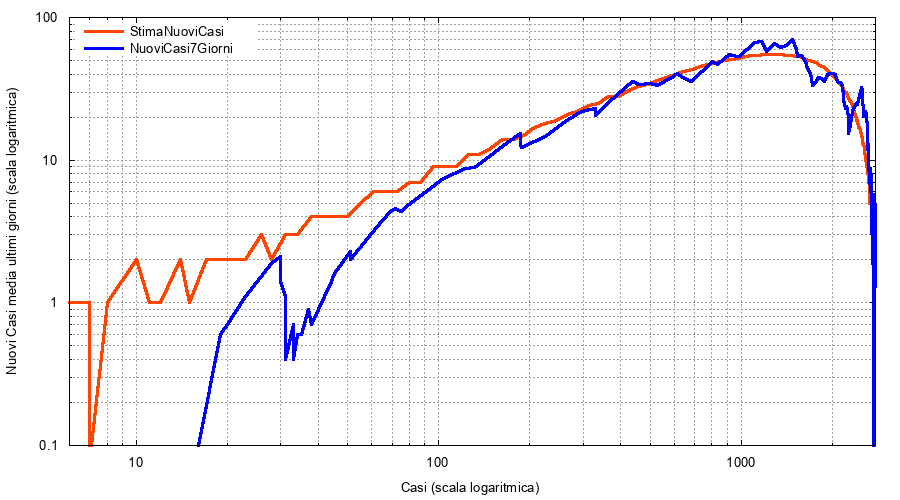 100
StimaNuoviCasi
NuoviCasi7Giorni
Nuovi Casi media ultimi giorni (scala logaritmica)
10
1
0.1
10
100
1000
Casi (scala logaritmica)